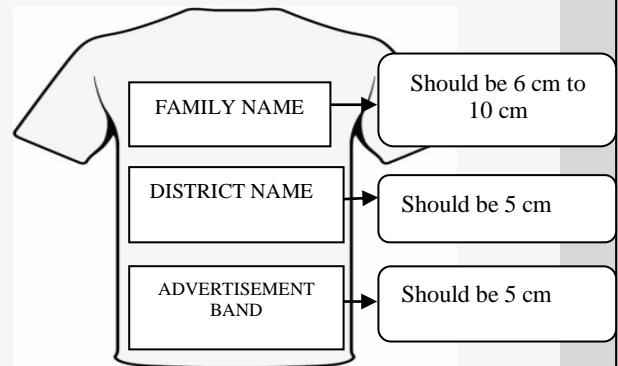 FAMILY NAME
Should be 6 cm to
10 cm
DISTRICT NAME
Should be 5 cm
ADVERTISEMENT
BAND
Should be 5 cm